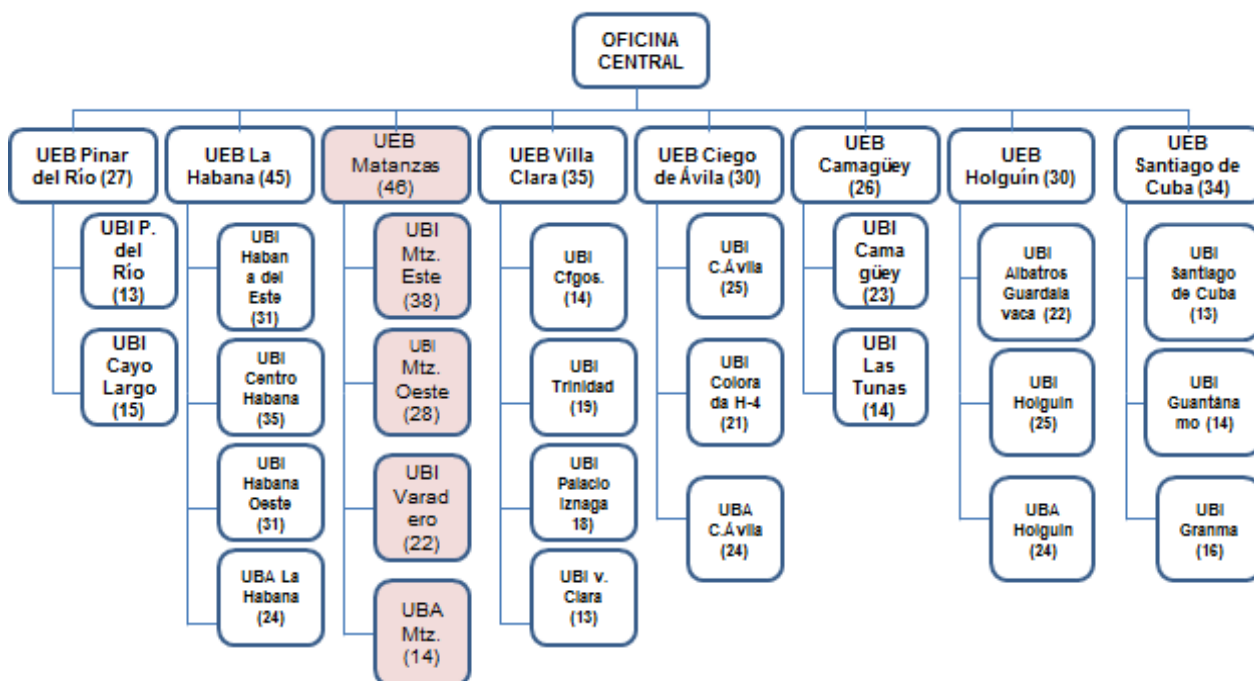 OFICINA
CENTRAL
UEB Pinar
del Río (27)
UEB La
Habana (45)
UEB
Matanzas
(46)
UEB Villa
Clara (35)
UEB Ciego
de Ávila (30)
UEB
Camagüey
(26)
UEB
Holguín (30)
UEB
Santiago de
Cuba (34)
UBI P.
del
Río
(13)
UBI
Cayo
Largo
(15)
UBI
Haban
a del
Este
(31)
UBI
Centro
Habana
(35)
UBI
Habana
Oeste
(31)
UBA La
Habana
(24)
UBI
Mtz.
Este
(38)
UBI
Mtz.
Oeste
(28)
UBI
Varad
ero
(22)
UBA
Mtz.
(14)
UBI
Cfgos.
(14)
UBI
Trinidad
(19)
UBI
Palacio
Iznaga
18)
UBI v.
Clara
(13)
UBI
C.Ávila
(25)
UBI
Colora
da H-4
(21)
UBA
C.Ávila
(24)
UBI
Cama
güey
(23)
UBI
Las
Tunas
(14)
UBI
Albatros
Guardala
vaca (22)
UBI
Holguin
(25)
UBA
Holguin
(24)
UBI
Santiago
de Cuba
(13)
UBI
Guantána
mo (14)
UBI
Granma
(16)